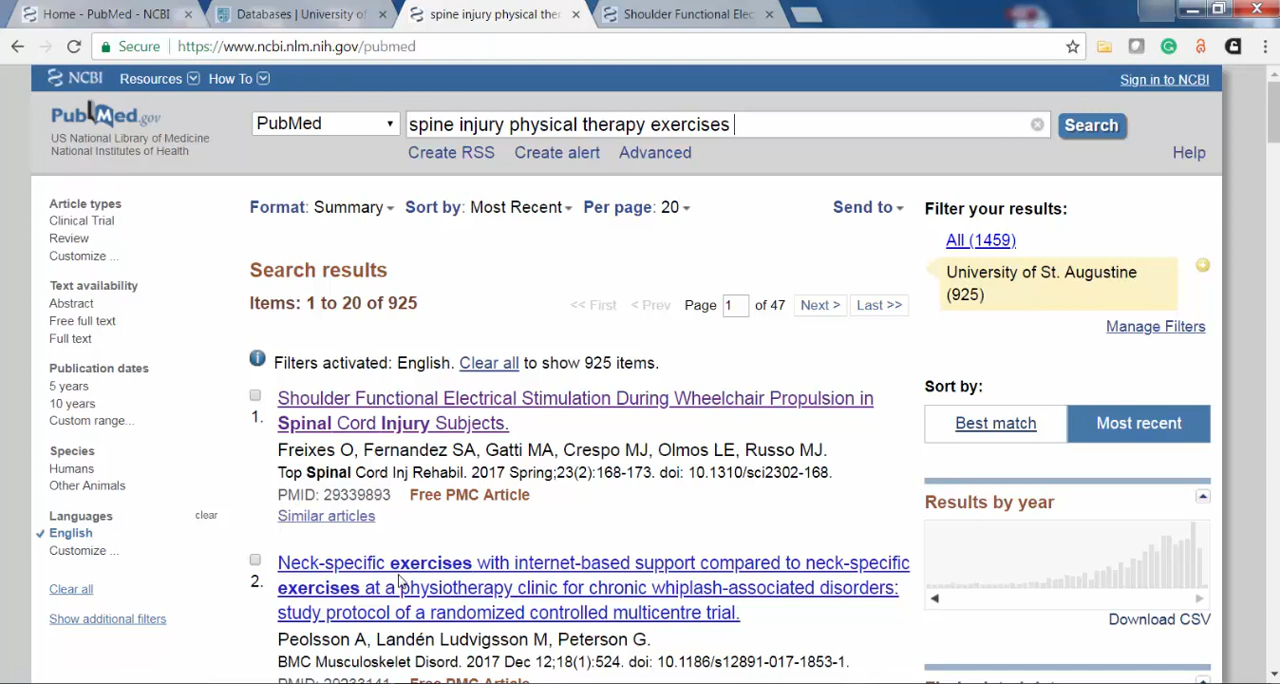 Home - PubMed - NCBI
Databases | University of
spine injury physical ther
Shoulder Functional Elec
Secure
https://www.ncbi.nlm.nih.gov/pubmed
NCBI
Resources
How To
Sign in to NCBI
PubMed.gov
US National Library of Medicine
National Institutes of Health
PubMed
spine injury physical therapy exercises
Search
Create RSS
Create alert
Advanced
Help
Article types
Clinical Trial
Review
Customize ...
Text availability
Abstract
Free full text
Full text
Publication dates
5 years
10 years
Custom range...
Species
Humans
Other Animals
Languages
clear
English
Customize ...
Clear all
Show additional filters
Format: Summary
Sort by: Most Recent
Per page: 20
Send to
Search results
Items: 1 to 20 of 925
<< First
< Prev
Page 1 of 47
Next >
Last >>
Filters activated: English. Clear all to show 925 items.
1.
Shoulder Functional Electrical Stimulation During Wheelchair Propulsion in
Spinal Cord Injury Subjects.
Freixes O, Fernandez SA, Gatti MA, Crespo MJ, Olmos LE, Russo MJ.
Top Spinal Cord Inj Rehabil. 2017 Spring;23(2):168-173. doi: 10.1310/sci2302-168.
PMID: 29339893
Free PMC Article
Similar articles
2.
Neck-specific exercises with internet-based support compared to neck-specific
exercises at a physiotherapy clinic for chronic whiplash-associated disorders:
study protocol of a randomized controlled multicentre trial.
Peolsson A, Landén Ludvigsson M, Peterson G.
BMC Musculoskelet Disord. 2017 Dec 12;18(1):524. doi: 10.1186/s12891-017-1853-1.
PMID: 29233141
Free PMC Article
Filter your results:
All (1459)
University of St. Augustine
(925)
Manage Filters
Sort by:
Best match
Most recent
Results by year
Download CSV